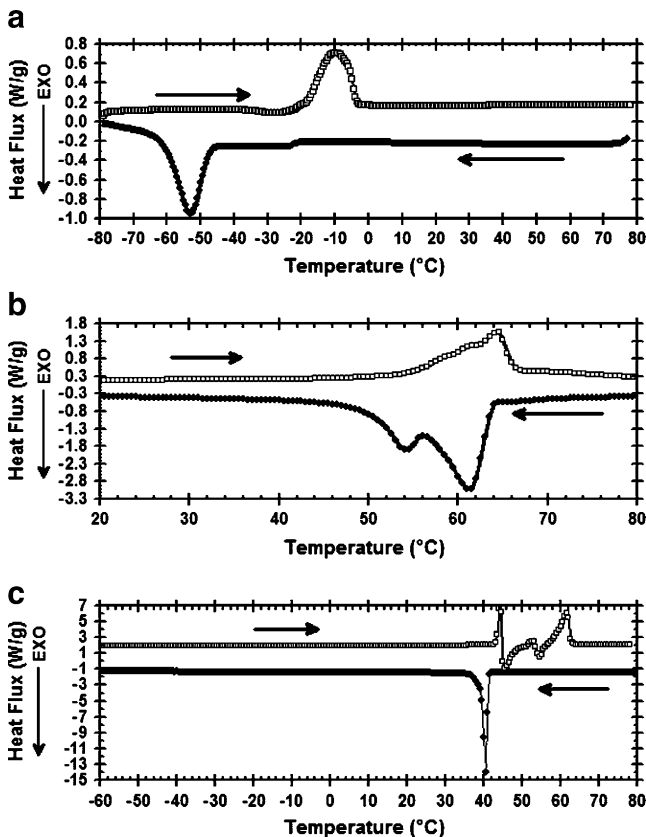 a
0.8
0.6
0.4
0.2
0.0
-0.2
-0.4
-0.6
-0.8
-1.0
Heat Flux (W/g)
EXO
-80 -70 -60 -50 -40 -30 -20 -10 0 10 20 30 40 50 60 70 80
Temperature (°C)
b
1.8
1.3
0.8
0.3
-0.3
-0.8
-1.3
-1.8
-2.3
-2.8
-3.3
Heat Flux (W/g)
EXO
20 30 40 50 60 70 80
Temperature (°C)
c
7
5
3
1
-1
-3
-5
-7
-9
-11
-13
-15
Heat Flux (W/g)
EXO
-60 -50 -40 -30 -20 -10 0 10 20 30 40 50 60 70 80
Temperature (°C)